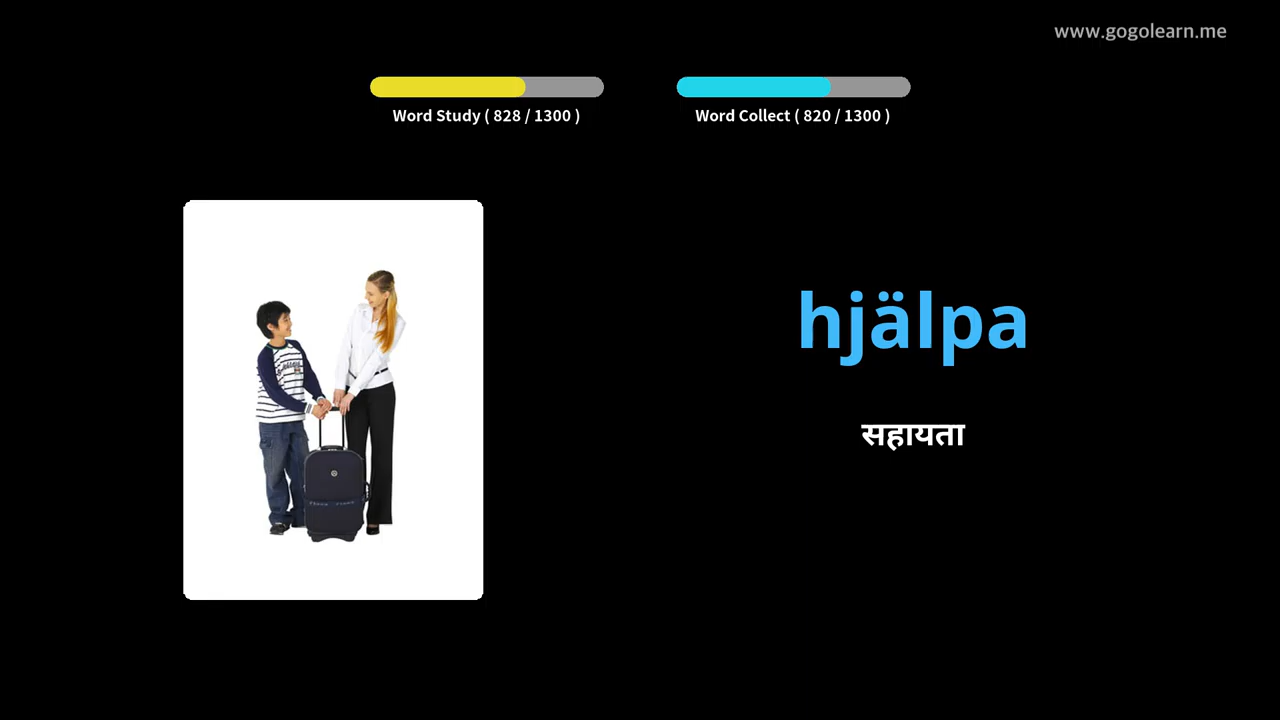 www.gogolearn.me
Word Study ( 828 / 1300 )
Word Collect ( 820 / 1300 )
hjälpa
सहायता